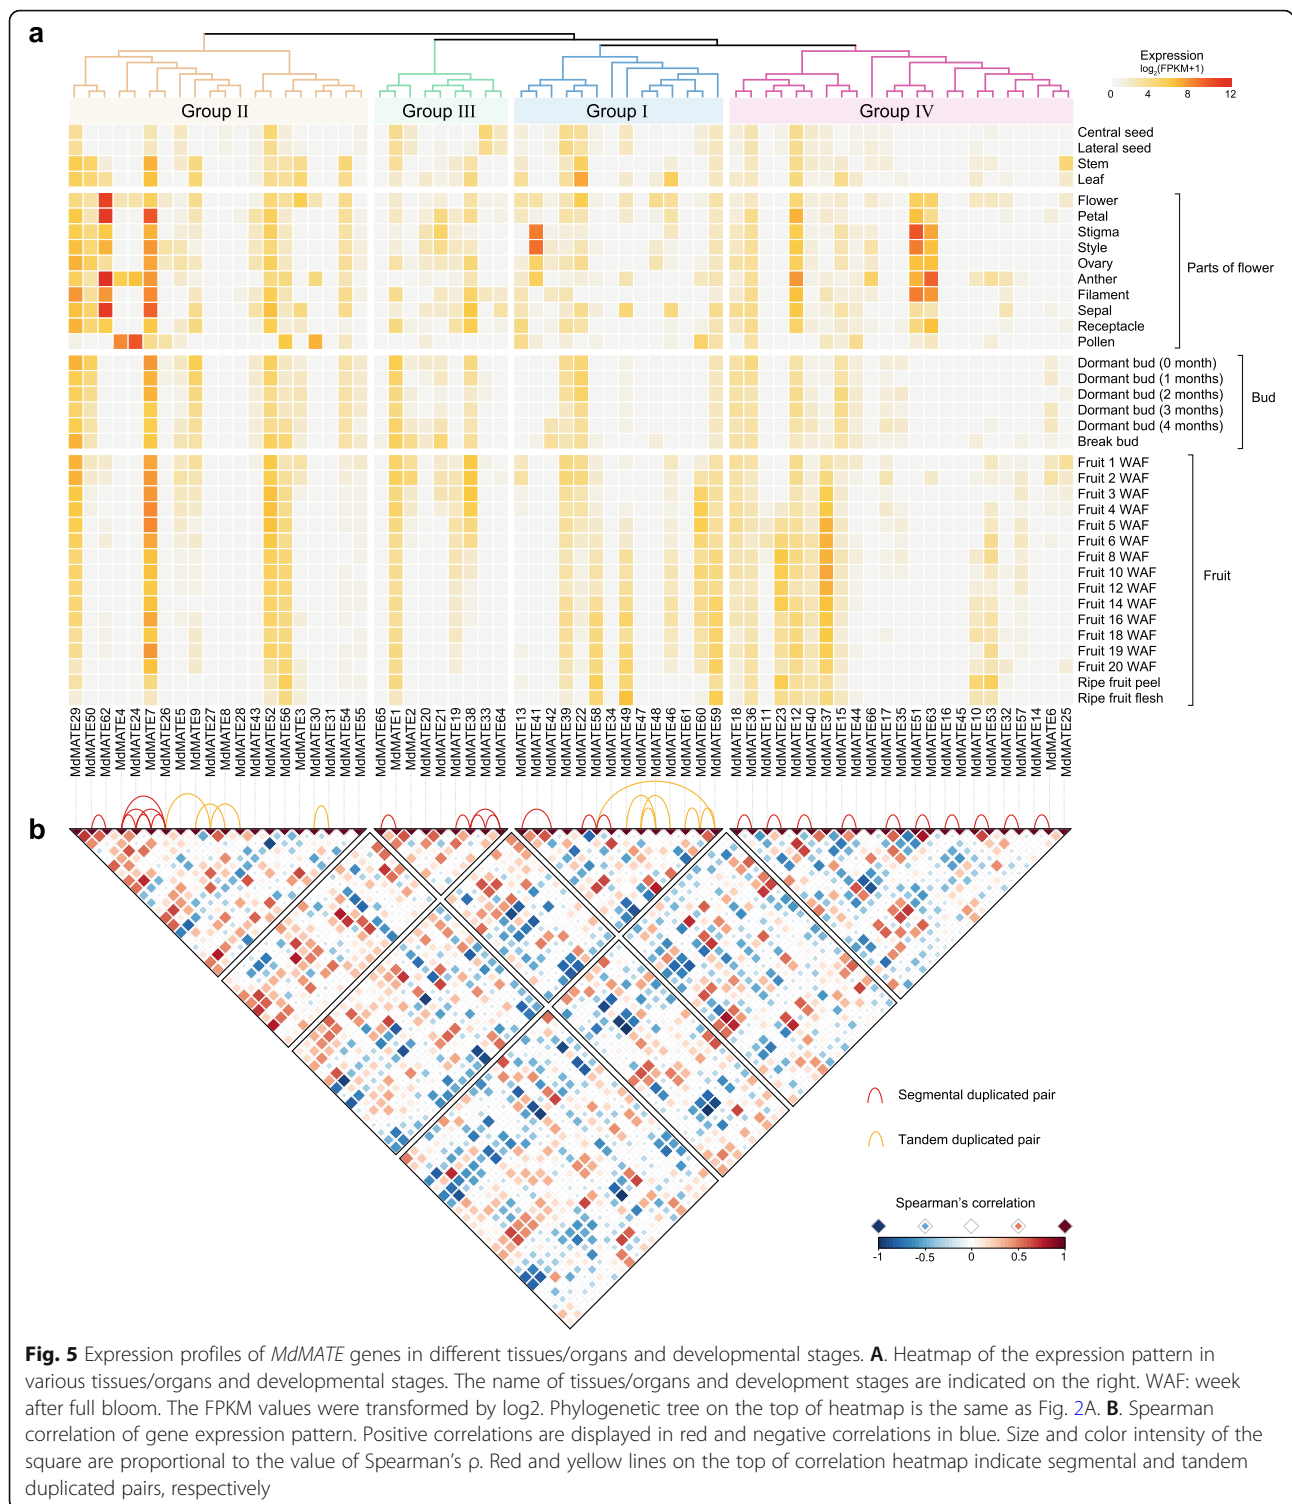 a
Expression
log2(FPKM+1)
0 4 8 12
Group II
Group III
Group I
Group IV
Central seed
Lateral seed
Stem
Leaf
Flower
Petal
Stigma
Style
Ovary
Anther
Filament
Sepal
Receptacle
Pollen
Parts of flower
Dormant bud (0 month)
Dormant bud (1 months)
Dormant bud (2 months)
Dormant bud (3 months)
Dormant bud (4 months)
Break bud
Bud
Fruit 1 WAF
Fruit 2 WAF
Fruit 3 WAF
Fruit 4 WAF
Fruit 5 WAF
Fruit 6 WAF
Fruit 8 WAF
Fruit 10 WAF
Fruit 12 WAF
Fruit 14 WAF
Fruit 16 WAF
Fruit 18 WAF
Fruit 19 WAF
Fruit 20 WAF
Ripe fruit peel
Ripe fruit flesh
Fruit
MdMATE29
MdMATE50
MdMATE62
MdMATE4
MdMATE24
MdMATE7
MdMATE26
MdMATE5
MdMATE9
MdMATE27
MdMATE8
MdMATE28
MdMATE43
MdMATE52
MdMATE56
MdMATE3
MdMATE30
MdMATE31
MdMATE54
MdMATE55
MdMATE65
MdMATE1
MdMATE2
MdMATE20
MdMATE21
MdMATE19
MdMATE38
MdMATE33
MdMATE64
MdMATE13
MdMATE41
MdMATE42
MdMATE39
MdMATE22
MdMATE58
MdMATE34
MdMATE49
MdMATE47
MdMATE48
MdMATE46
MdMATE61
MdMATE60
MdMATE59
MdMATE18
MdMATE36
MdMATE11
MdMATE23
MdMATE12
MdMATE40
MdMATE37
MdMATE15
MdMATE44
MdMATE66
MdMATE17
MdMATE35
MdMATE51
MdMATE63
MdMATE16
MdMATE45
MdMATE10
MdMATE53
MdMATE32
MdMATE57
MdMATE14
MdMATE6
MdMATE25
b
Segmental duplicated pair
Tandem duplicated pair
Spearman's correlation
-1 -0.5 0 0.5 1
Fig. 5 Expression profiles of MdMATE genes in different tissues/organs and developmental stages. A. Heatmap of the expression pattern in
various tissues/organs and developmental stages. The name of tissues/organs and development stages are indicated on the right. WAF: week
after full bloom. The FPKM values were transformed by log2. Phylogenetic tree on the top of heatmap is the same as Fig. 2A. B. Spearman
correlation of gene expression pattern. Positive correlations are displayed in red and negative correlations in blue. Size and color intensity of the
square are proportional to the value of Spearman's ρ. Red and yellow lines on the top of correlation heatmap indicate segmental and tandem
duplicated pairs, respectively